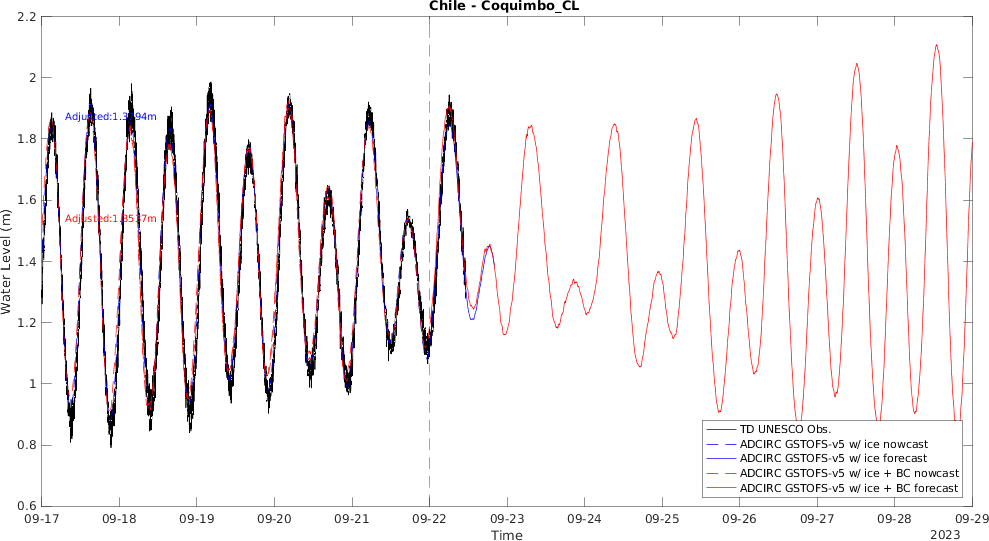 Chile - Coquimbo_CL
2.2
2
1.8
1.6
1.4
1.2
1
0.8
0.6
Water Level (m)
Adjusted:1.3
94m
Adjusted:1.3537m
TD UNESCO Obs.
ADCIRC GSTOFS-v5 w/ ice nowcast
ADCIRC GSTOFS-v5 w/ ice forecast
ADCIRC GSTOFS-v5 w/ ice + BC nowcast
ADCIRC GSTOFS-v5 w/ ice + BC forecast
09-17 09-18 09-19 09-20 09-21 09-22 09-23 09-24 09-25 09-26 09-27 09-28 09-29
Time
2023